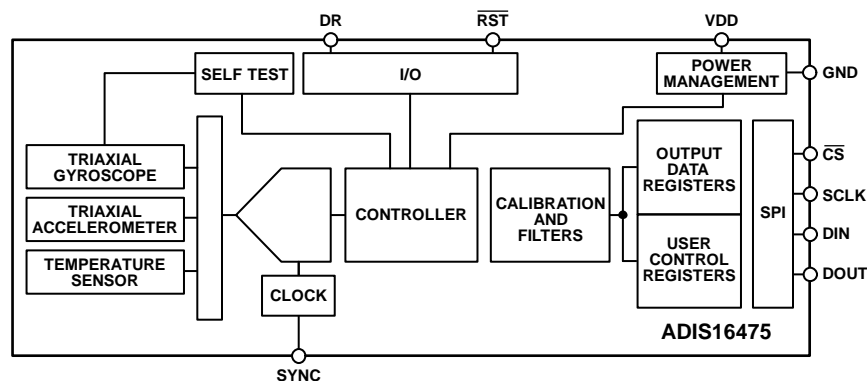 DR
RST
VDD
SELF TEST
I/O
POWER
MANAGEMENT
GND
TRIAXIAL
GYROSCOPE
TRIAXIAL
ACCELEROMETER
TEMPERATURE
SENSOR
CONTROLLER
CLOCK
CALIBRATION
AND
FILTERS
OUTPUT
DATA
REGISTERS
USER
CONTROL
REGISTERS
SPI
CS
SCLK
DIN
DOUT
ADIS16475
SYNC